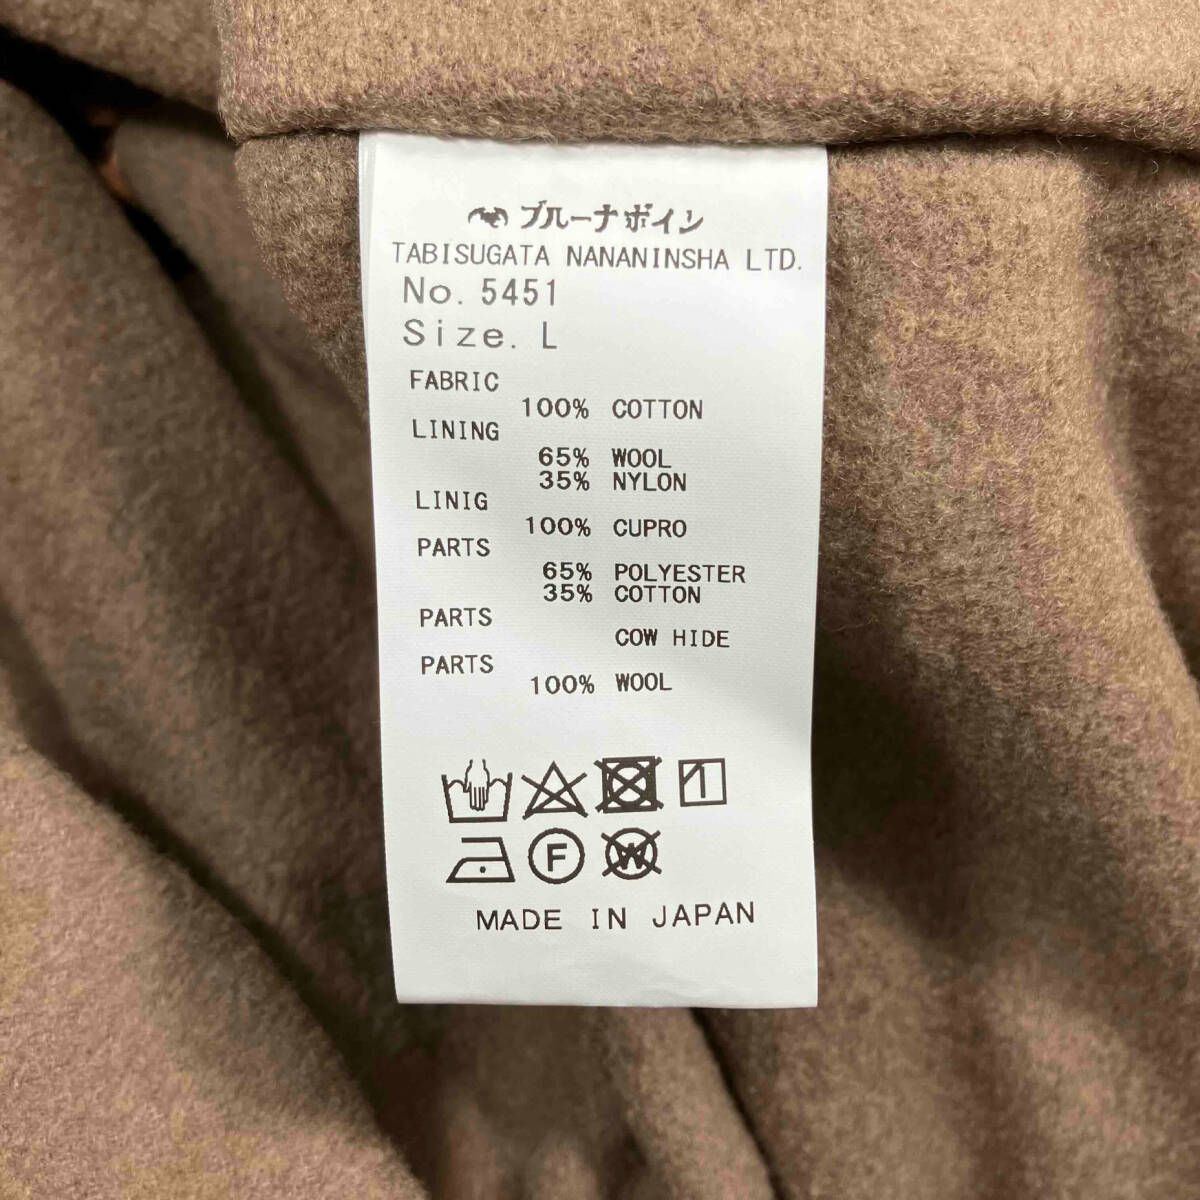 ブルーナボイン
TABISUGATA NANANINSHA LTD.
No. 5451
Size. L
FABRIC
100% COTTON
LINING
65% WOOL
35% NYLON
LINIG
100% CUPRO
PARTS
65% POLYESTER
35% COTTON
PARTS
COW HIDE
PARTS
100% WOOL
1
F W
MADE IN JAPAN